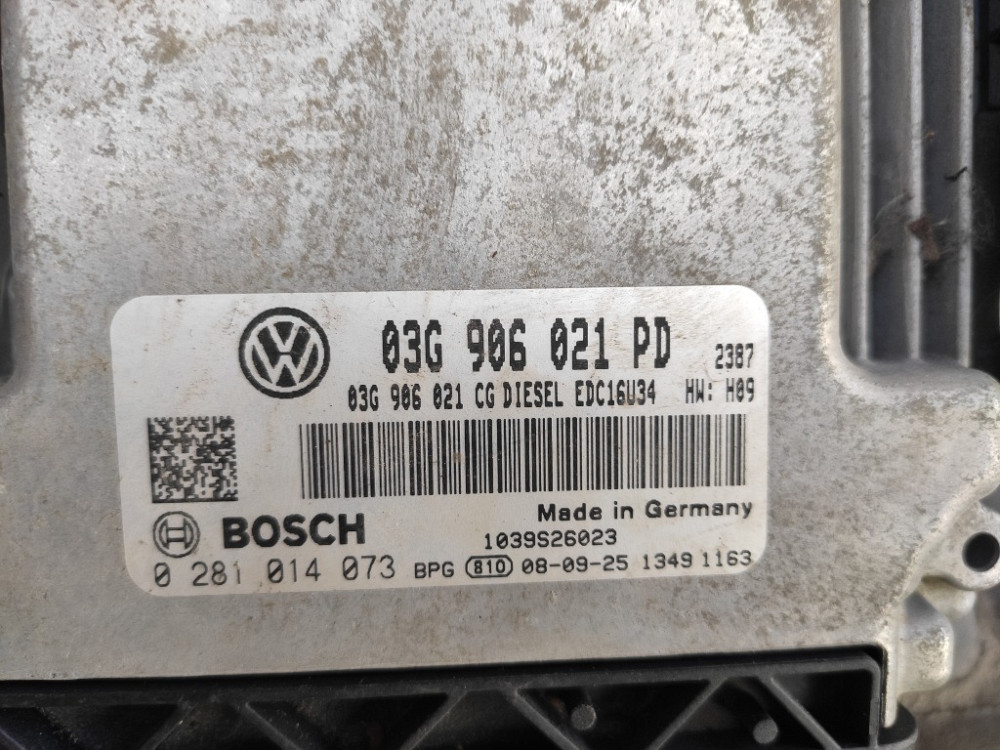 03G 906 021 PD 2387
03G 906 021 CG DIESEL EDC16U34 HW: H09
Made in Germany
BOSCH 1039S26023
0 281 014 073 BPG 810 08-09-25 1349 1163